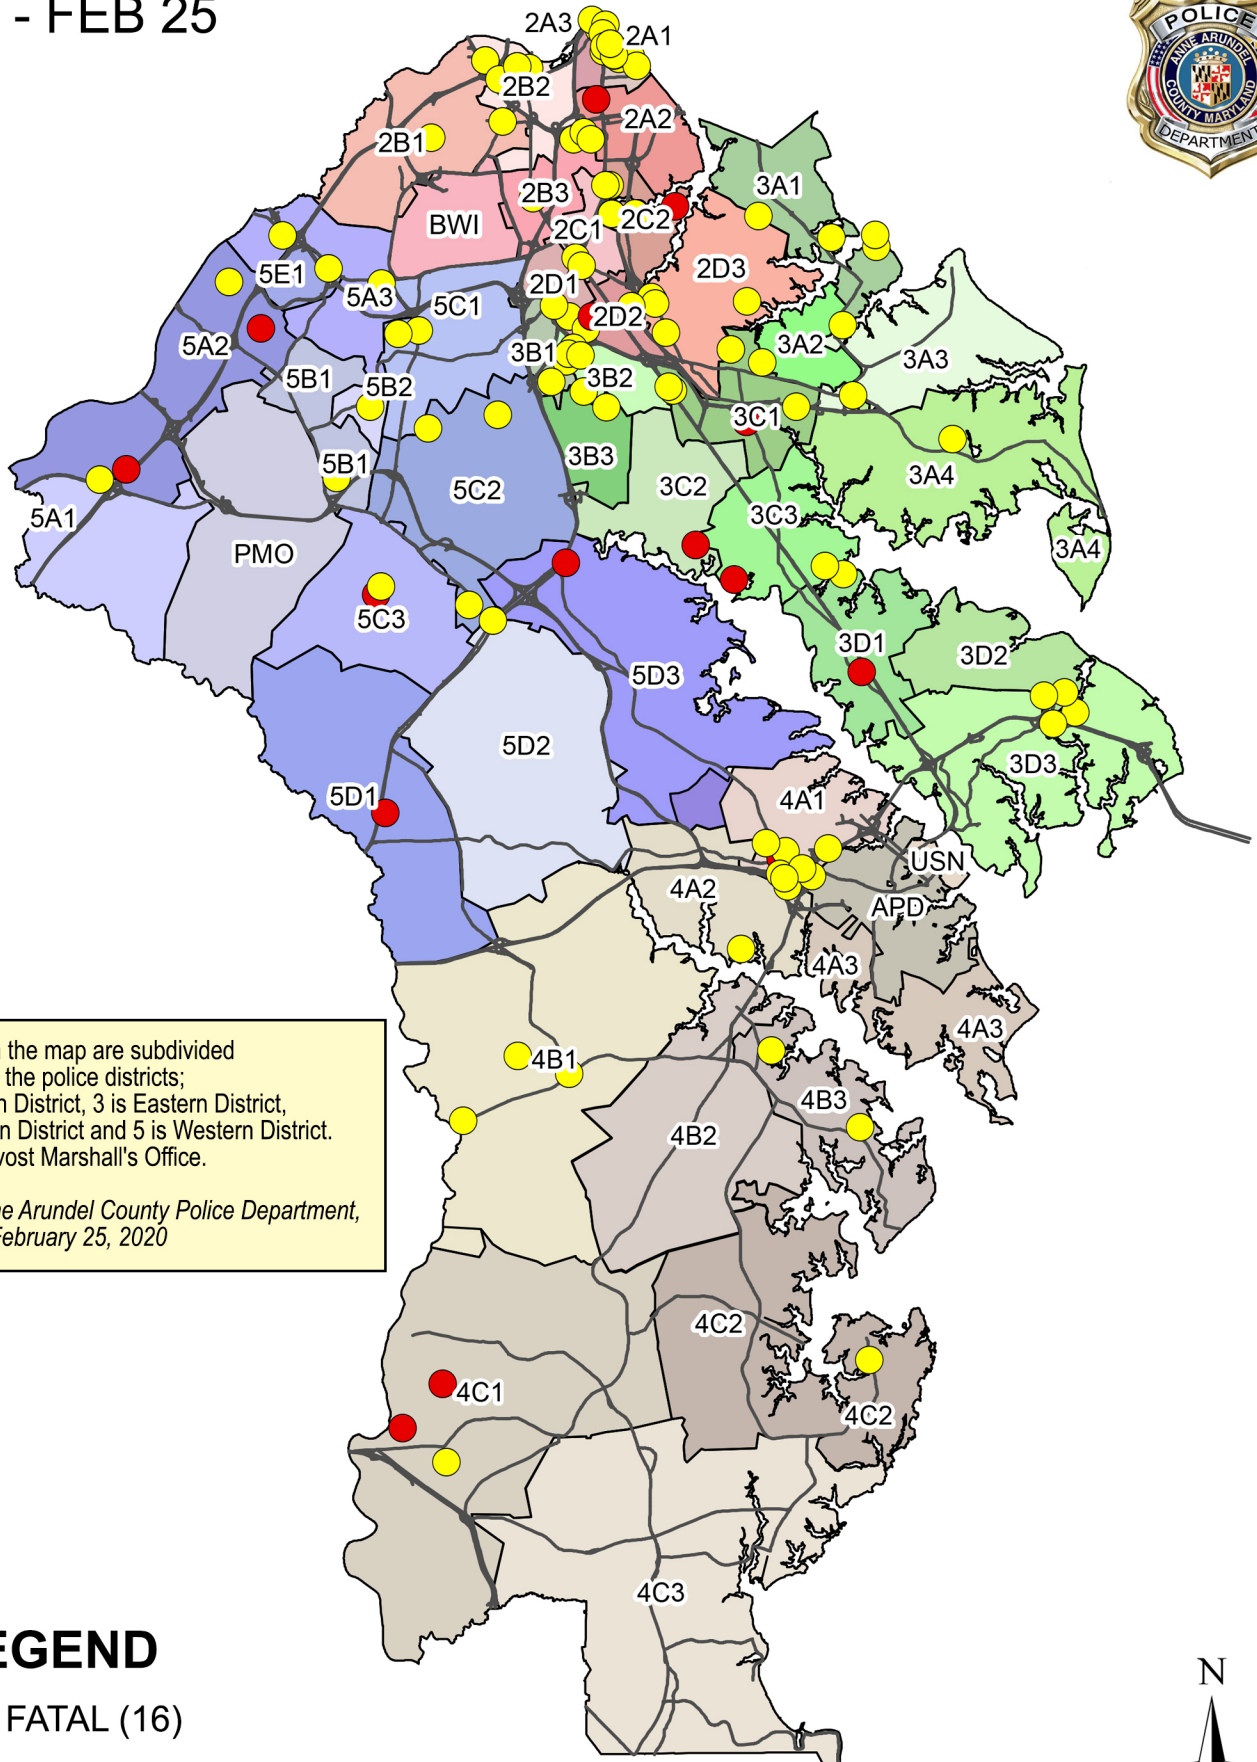 - FEB 25
POLICE
ANNE ARUNDEL
COUNTY MARYLAND
DEPARTMENT
2A3
2A1
2B2
2A2
2B1
3A1
2B3
BWI
2C1
2C2
2D3
5E1
2D1
5A3
5C1
2D2
5A2
3B1
3A2
3A3
5B1
5B2
3B2
3C1
3B3
5B1
3A4
5C2
3C2
5A1
3C3
PMO
3A4
5C3
3D1
3D2
5D3
5D2
3D3
5D1
4A1
USN
4A2
APD
4A3
4A3
4B1
4B3
4B2
4C2
4C1
4C2
4C3
the map are subdivided
the police districts;
District, 3 is Eastern District,
District and 5 is Western District.
Marshall's Office.
Arundel County Police Department,
February 25, 2020
EGEND
FATAL (16)
N